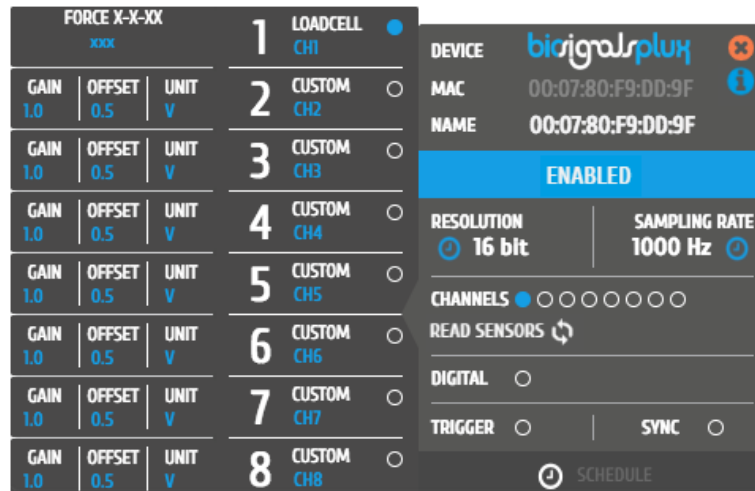 FORCE X-X-XX
xxx
1 LOADCELL
CH1
GAIN OFFSET UNIT
1.0 0.5 V
2 CUSTOM
CH2
GAIN OFFSET UNIT
1.0 0.5 V
3 CUSTOM
CH3
GAIN OFFSET UNIT
1.0 0.5 V
4 CUSTOM
CH4
GAIN OFFSET UNIT
1.0 0.5 V
5 CUSTOM
CH5
GAIN OFFSET UNIT
1.0 0.5 V
6 CUSTOM
CH6
GAIN OFFSET UNIT
1.0 0.5 V
7 CUSTOM
CH7
GAIN OFFSET UNIT
1.0 0.5 V
8 CUSTOM
CH8
DEVICE biosignalsplux
MAC 00:07:80:F9:DD:9F
NAME 00:07:80:F9:DD:9F
ENABLED
RESOLUTION SAMPLING RATE
16 bit 1000 Hz
CHANNELS
READ SENSORS
DIGITAL
TRIGGER SYNC
SCHEDULE